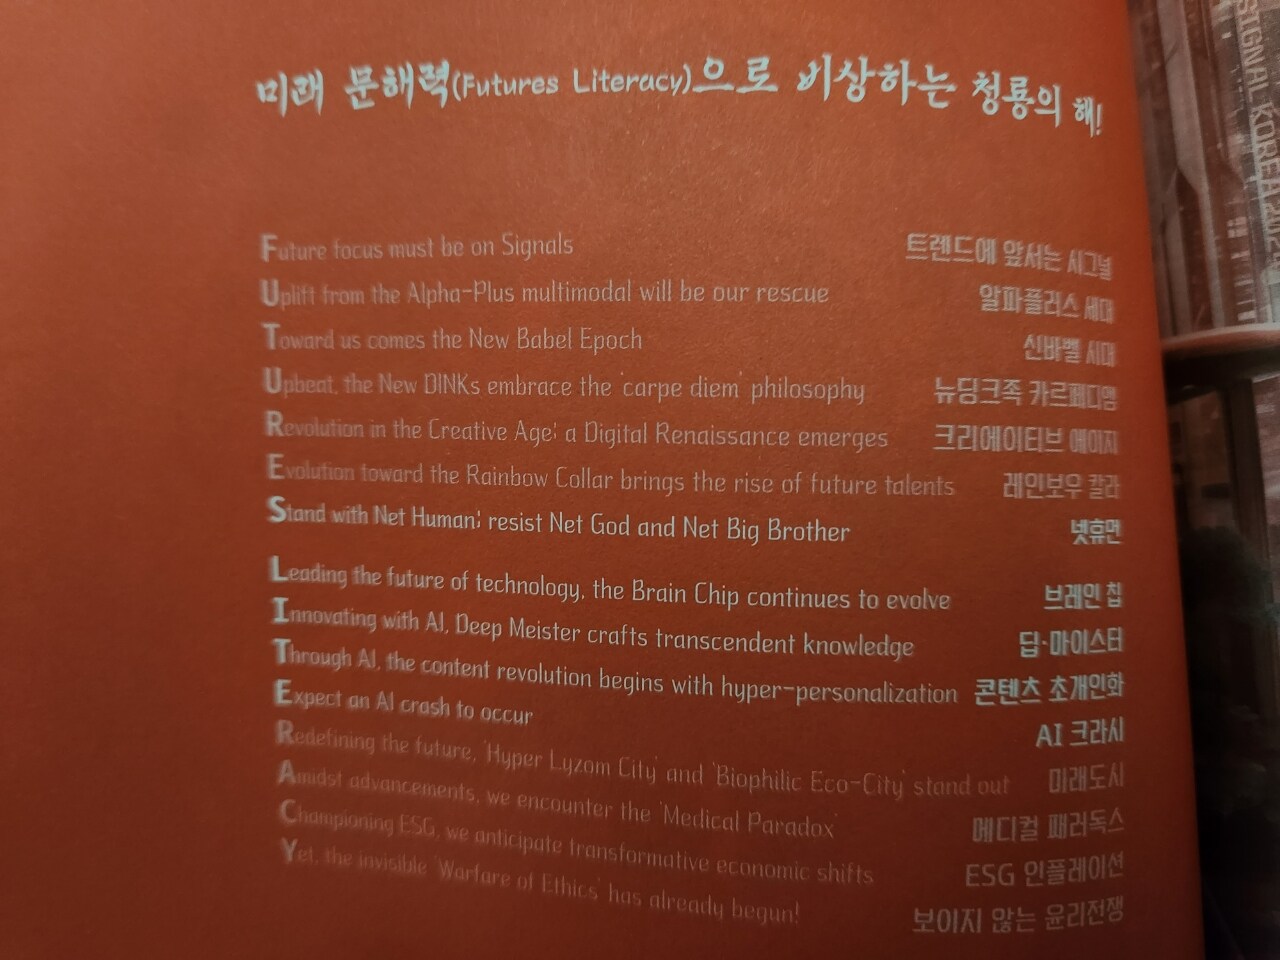 미래 문해력(Futures Literacy)으로 비상하는 청룡의 해!
Future focus must be on Signals 트렌드에 앞서는 시그널
Uplift from the Alpha-Plus multimodal will be our rescue 알파플러스 세대
Toward us comes the New Babel Epoch 신바벨 시대
Upbeat, the New DINKs embrace the 'carpe diem' philosophy 뉴딩크족 카르페디엠
Revolution in the Creative Age; a Digital Renaissance emerges 크리에이티브 에이지
Evolution toward the Rainbow Collar brings the rise of future talents 레인보우 칼라
Stand with Net Human; resist Net God and Net Big Brother 넷휴먼
Leading the future of technology, the Brain Chip continues to evolve 브레인 칩
Innovating with AI, Deep Meister crafts transcendent knowledge 딥·마이스터
Through AI, the content revolution begins with hyper-personalization 콘텐츠 초개인화
Expect an AI crash to occur AI 크라시
Redefining the future, 'Hyper Lyzom City' and 'Biophilic Eco-City' stand out 미래도시
Amidst advancements, we encounter the 'Medical Paradox' 메디컬 패러독스
Championing ESG, we anticipate transformative economic shifts ESG 인플레이션
Yet, the invisible 'Warfare of Ethics' has already begun! 보이지 않는 윤리전쟁
SIGNAL KOREA